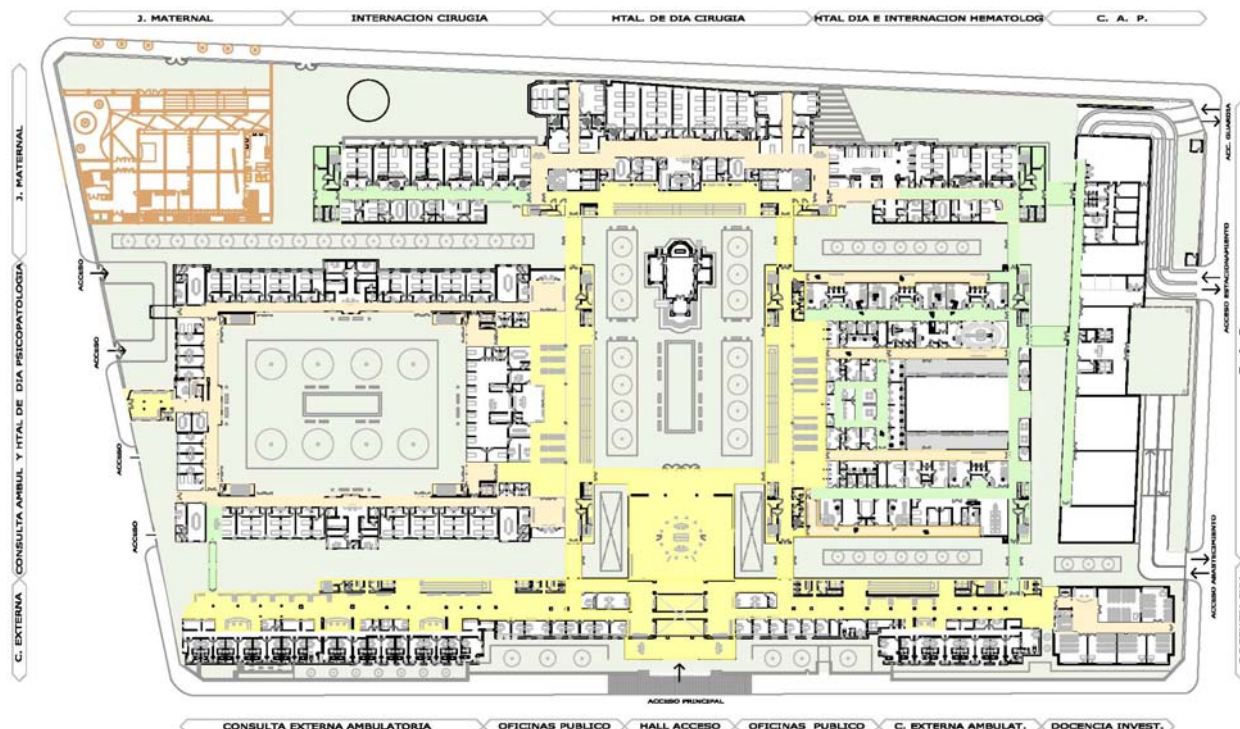 J. MATERNAL
INTERNACION CIRUGIA
HTAL. DE DIA CIRUGIA
HTAL DIA E INTERNACION HEMATOLOG
C. A. P.
J. MATERNAL
CONSULTA AMBUL Y HTAL DE DIA PSICOPATOLOGIA
C. EXTERNA
ACCESO
ACCESO
ACCESO
ACCESO
ACC. GUARDIA
ACCESO ESTACIONAMIENTO
ACCESO ABASTECIMIENTO
ACCESO PRINCIPAL
CONSULTA EXTERNA AMBULATORIA
OFICINAS PUBLICO
HALL ACCESO
OFICINAS PUBLICO
C. EXTERNA AMBULAT.
DOCENCIA INVEST.